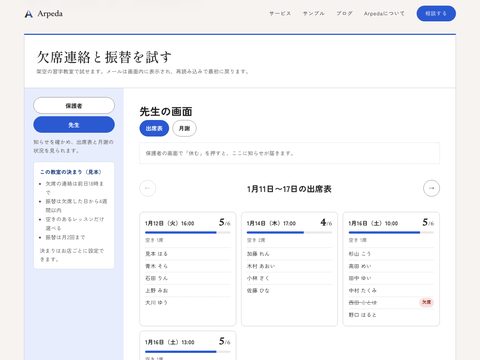 Arpeda
サービス
サンプル
ブログ
Arpedaについて
相談する
欠席連絡と振替を試す
架空の習字教室で試せます。メールは画面内に表示され、再読み込みで最初に戻ります。
保護者
先生
知らせを確かめ、出席表と月謝の
状況を見られます。
この教室の決まり（見本）
欠席の連絡は前日18時ま
で
振替は欠席した日から4週
間以内
空きのあるレッスンだけ
選べる
振替は月2回まで
決まりはお店ごとに設定で
きます。
先生の画面
出席表
月謝
保護者の画面で「休む」を押すと、ここに知らせが届きます。
←
1月11日〜17日の出席表
→
1月12日（火）16:00
5/6
空き 1席
見本 はる
青木 そら
石田 りん
上野 みお
大川 ゆう
1月14日（木）17:00
4/6
空き 2席
加藤 れん
木村 あおい
小林 さく
佐藤 ひな
1月16日（土）10:00
5/6
空き 1席
杉山 こう
高田 めい
田中 ゆい
中村 たくみ
西田 ことは
欠席
野口 はると
1月16日（土）13:00
5/6
空き 1席